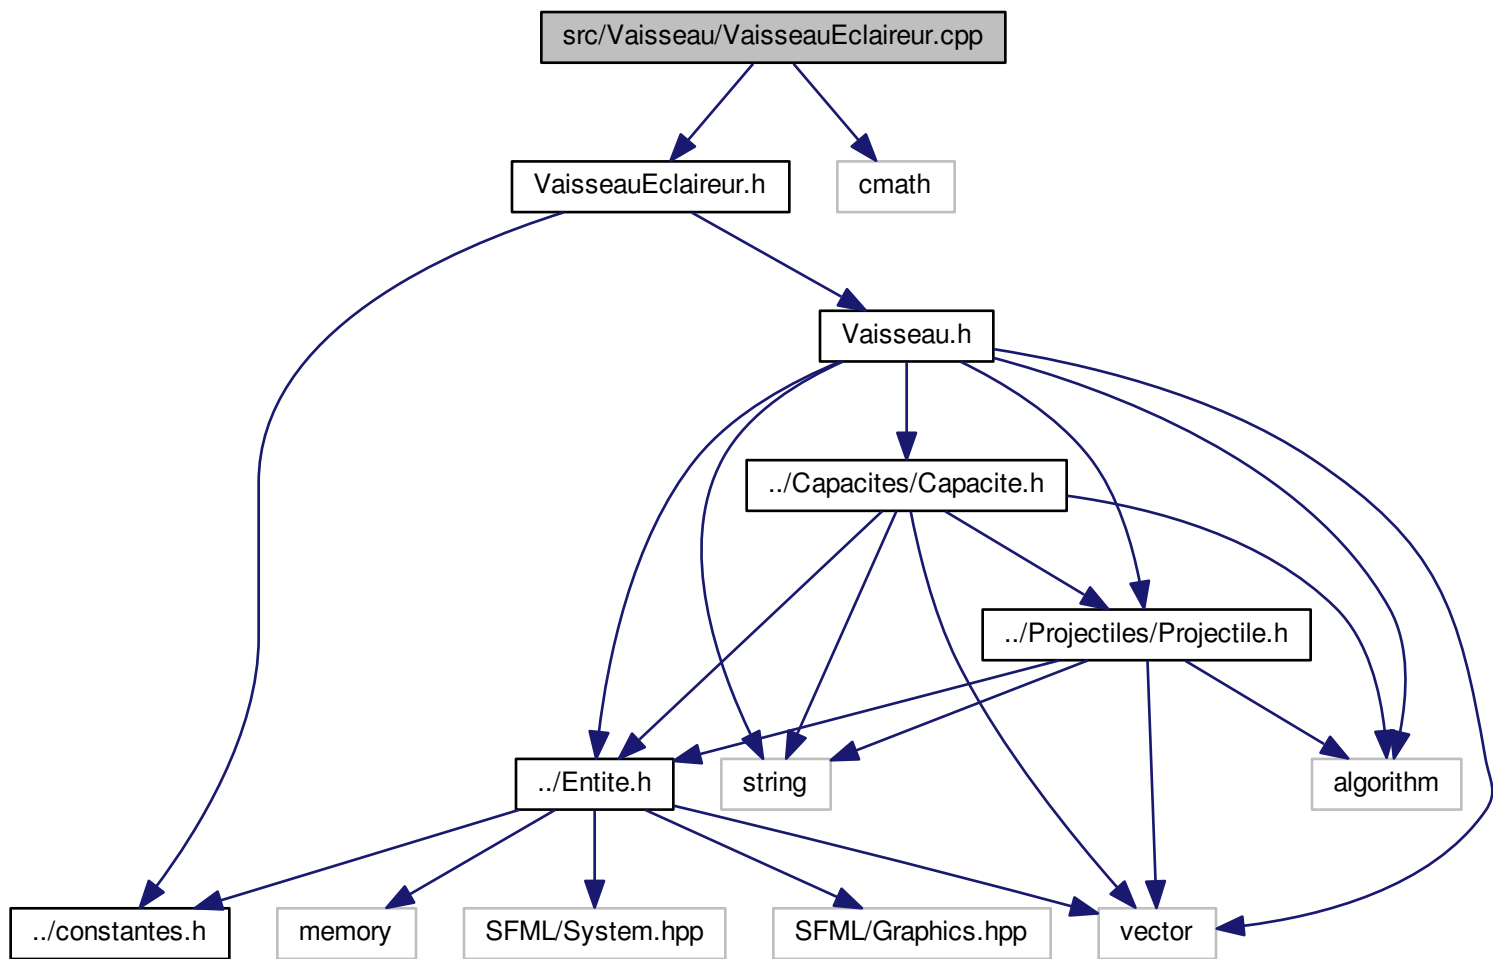 src/Vaisseau/VaisseauEclaireur.cpp
VaisseauEclaireur.h
cmath
Vaisseau.h
../Capacites/Capacite.h
../Projectiles/Projectile.h
../Entite.h
string
algorithm
../constantes.h
memory
SFML/System.hpp
SFML/Graphics.hpp
vector